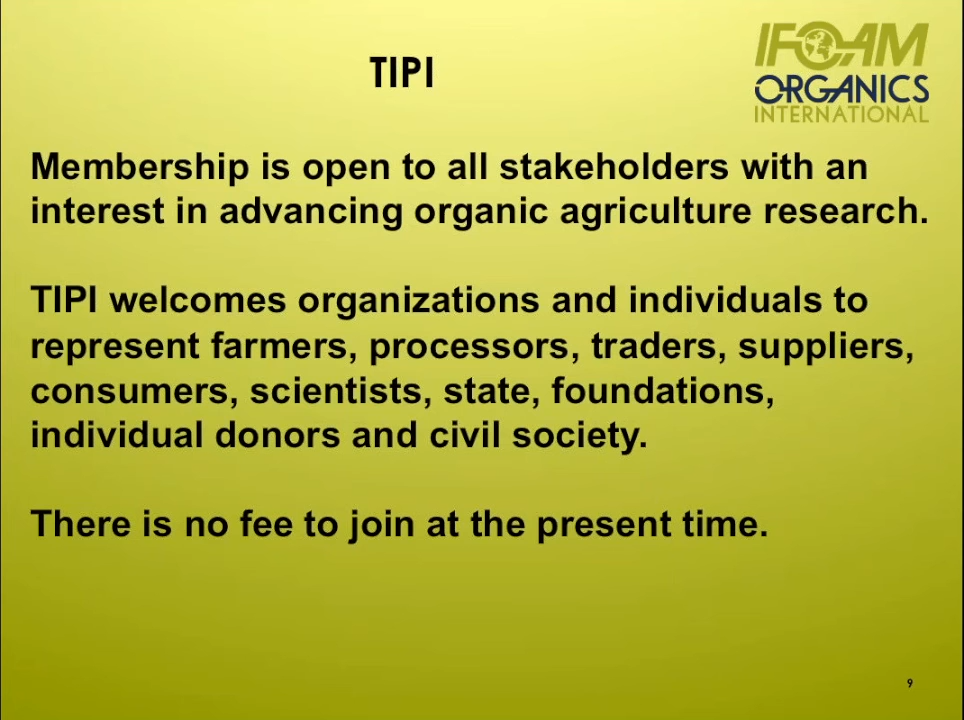 TIPI
IFOAM
ORGANICS
INTERNATIONAL
Membership is open to all stakeholders with an
interest in advancing organic agriculture research.
TIPI welcomes organizations and individuals to
represent farmers, processors, traders, suppliers,
consumers, scientists, state, foundations,
individual donors and civil society.
There is no fee to join at the present time.
9